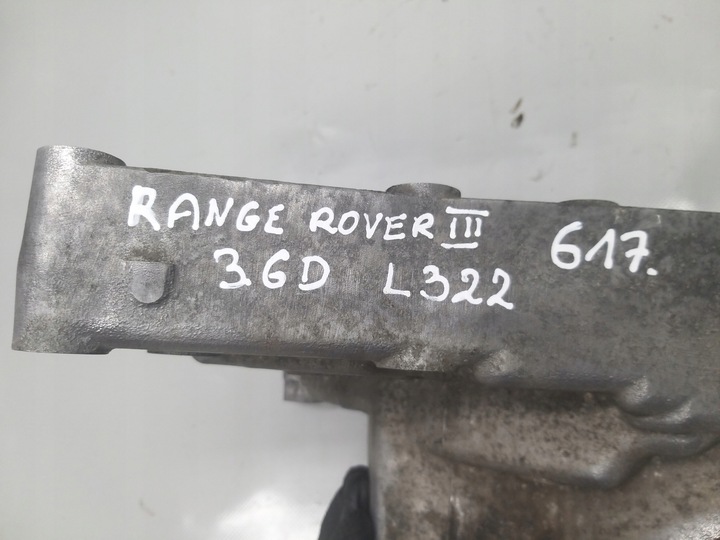 RANGE ROVER III 617.
3.6D L322